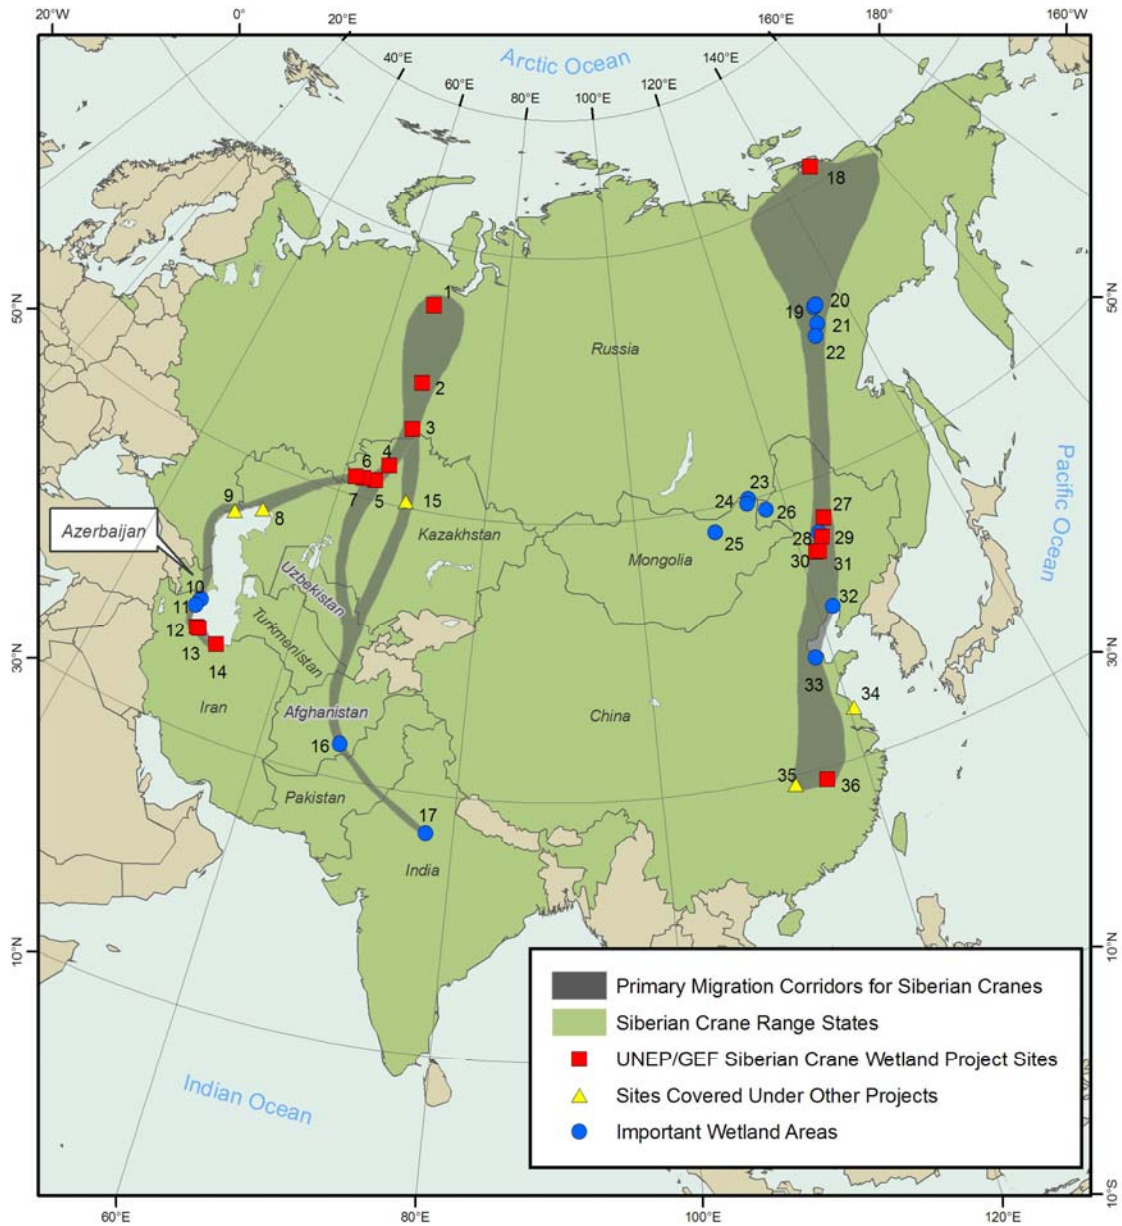 20°W
0°
20°E
160°E
180°
160°W
Arctic Ocean
40°E
60°E
80°E
100°E
120°E
140°E
18
1
50°N
50°N
19
20
21
22
Russia
2
3
4
6
7
5
15
9
8
Azerbaijan
Kazakhstan
Uzbekistan
Turkmenistan
23
24
26
25
Mongolia
27
28
29
30
31
Pacific Ocean
10
11
12
13
14
32
33
34
30°N
30°N
Iran
Afghanistan
China
16
Pakistan
17
India
35
36
10°N
10°N
Primary Migration Corridors for Siberian Cranes
Siberian Crane Range States
UNEP/GEF Siberian Crane Wetland Project Sites
Sites Covered Under Other Projects
Important Wetland Areas
Indian Ocean
10°S
60°E
80°E
100°E
120°E